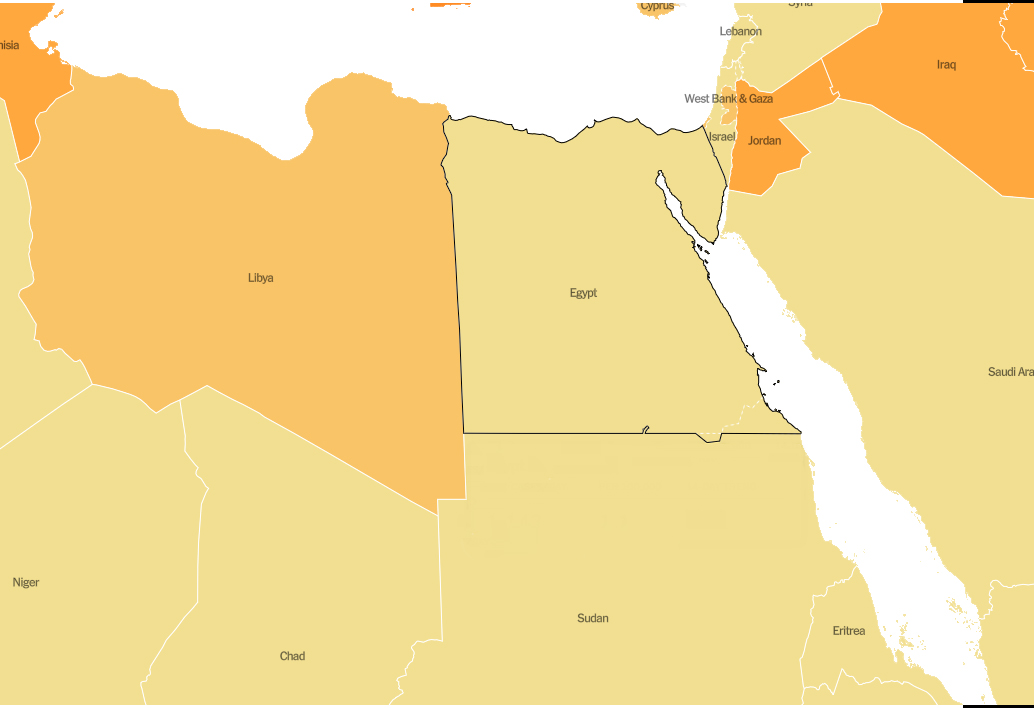 Cyprus
Syria
Lebanon
nisia
Iraq
West Bank & Gaza
Israel
Jordan
Libya
Egypt
Saudi Ara
Niger
Sudan
Eritrea
Chad